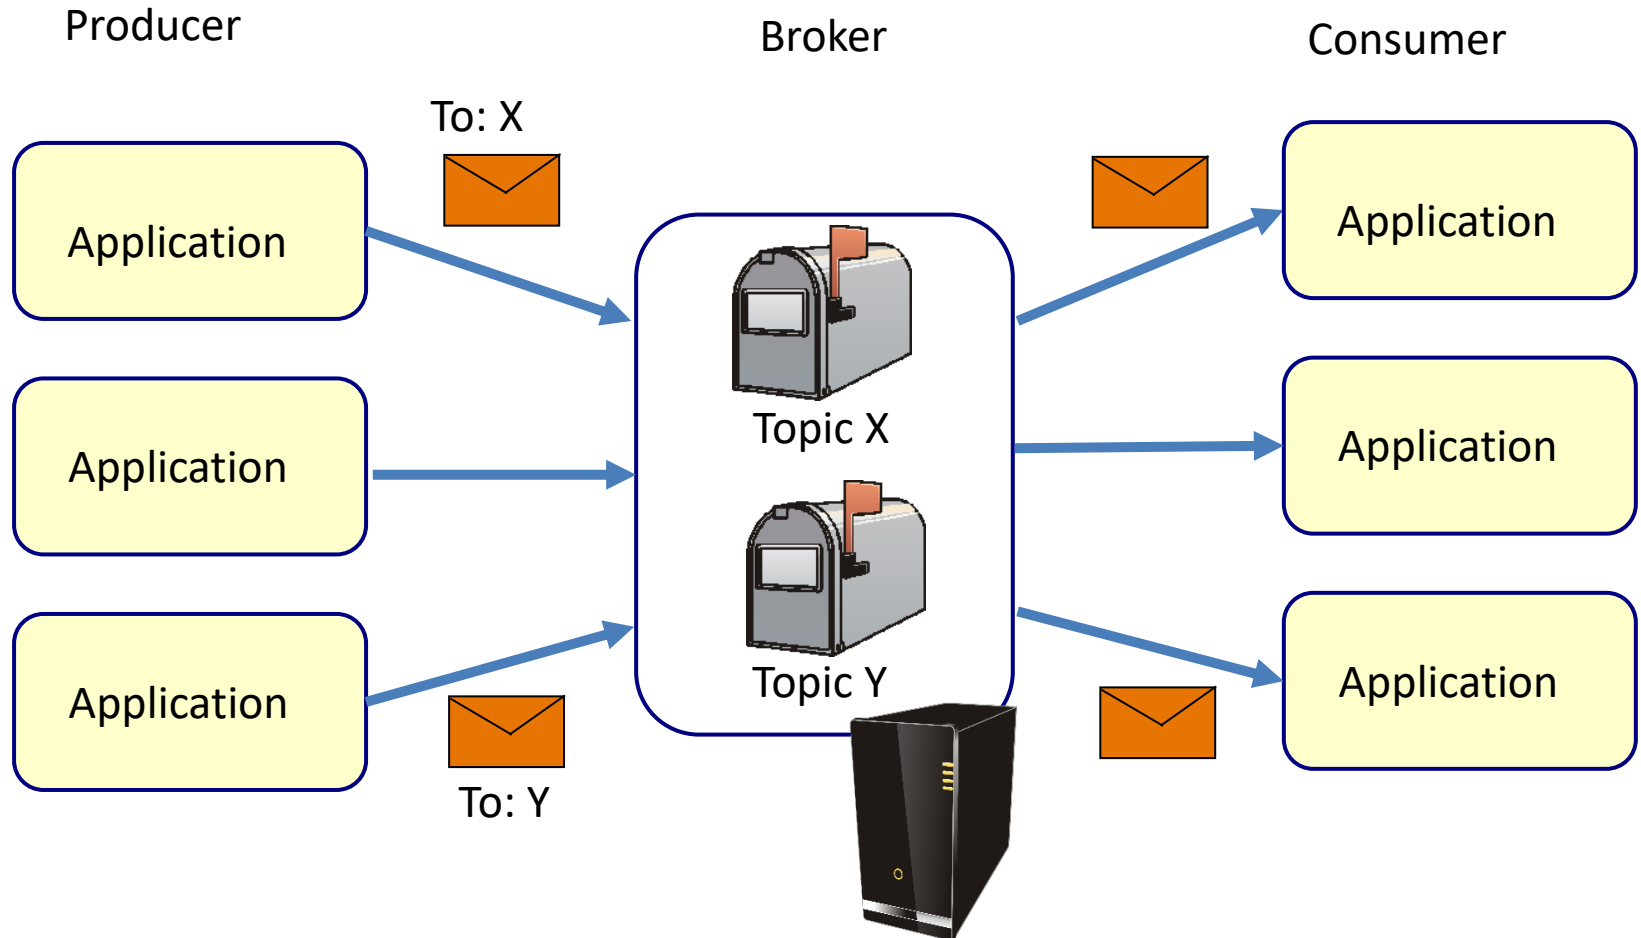 Producer
Broker
Consumer
To: X
Application
Application
Topic X
Application
Application
Topic Y
Application
Application
To: Y